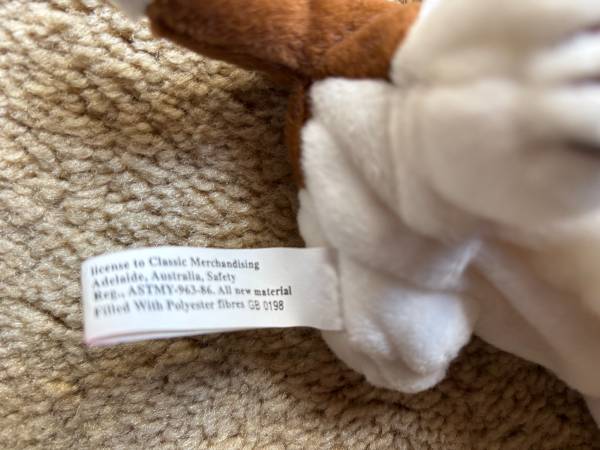 license to Classic Merchandising
Adelaide, Australia, Safety
Reg., ASTMY-963-86. All new material
Filled With Polyester fibres GB 0198